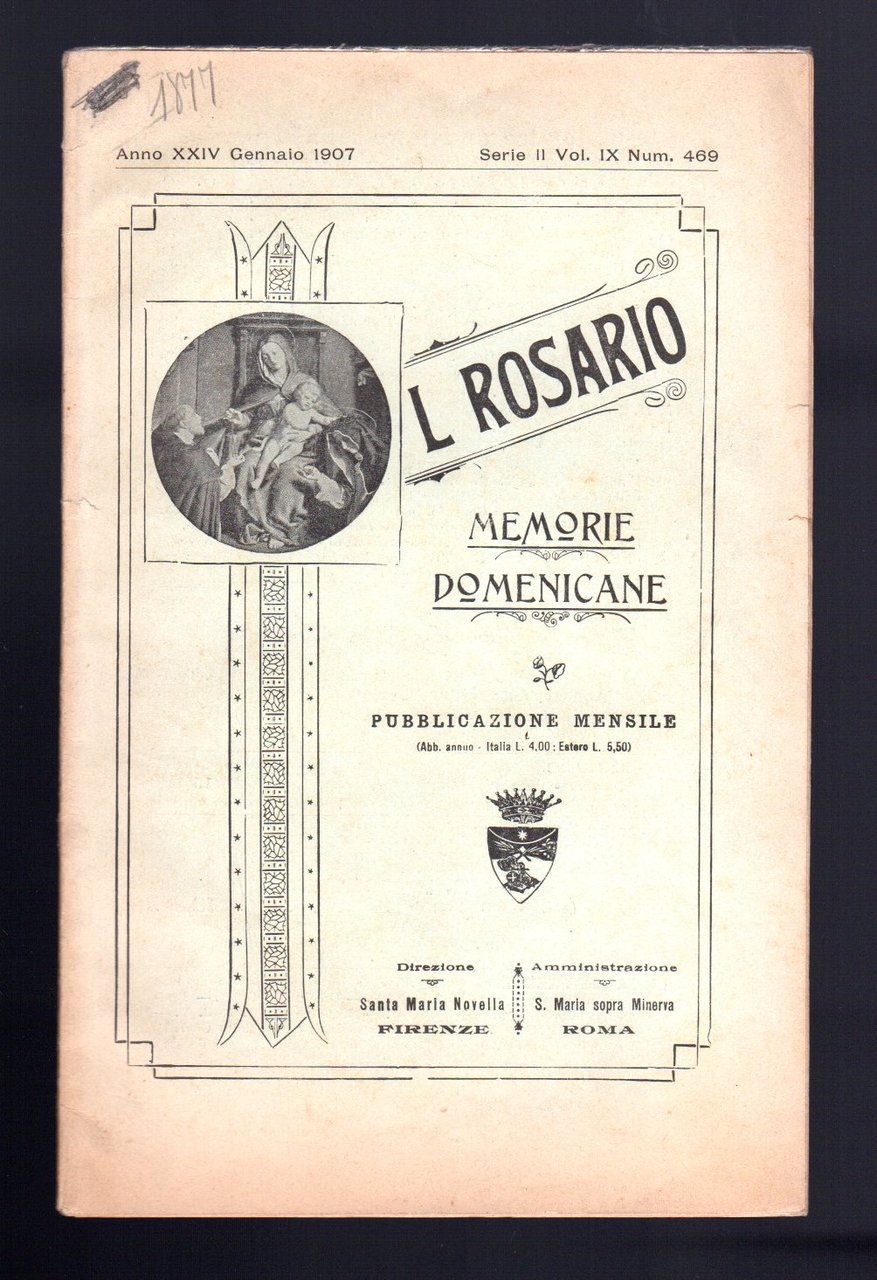 1877
Anno XXIV Gennaio 1907
Serie II Vol. IX Num. 469
L ROSARIO
MEMORIE
DOMENICANE
PUBBLICAZIONE MENSILE
(Abb. annuo - Italia L. 4,00 : Estero L. 5,50)
Direzione
Santa Maria Novella
FIRENZE
Amministrazione
S. Maria sopra Minerva
ROMA